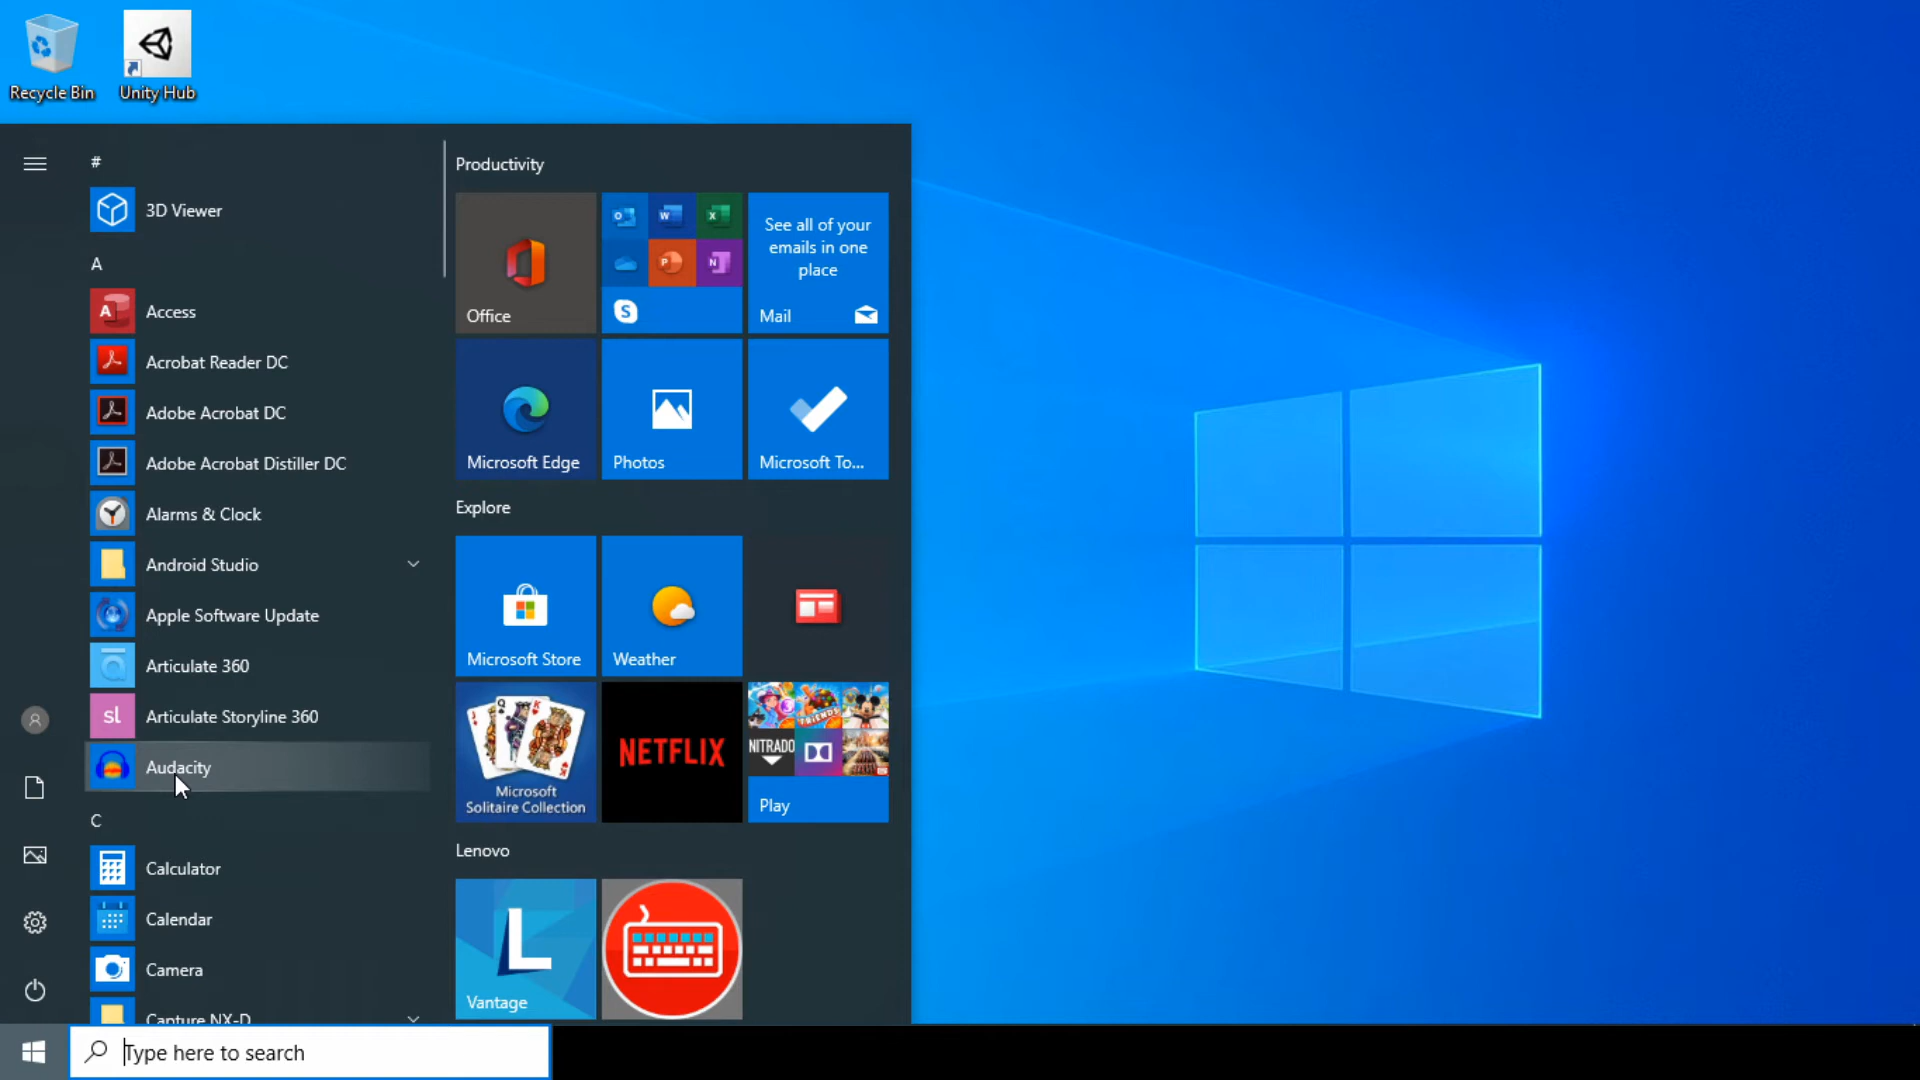 Recycle Bin
Unity Hub
#
3D Viewer
A
Access
Acrobat Reader DC
Adobe Acrobat DC
Adobe Acrobat Distiller DC
Alarms & Clock
Android Studio
Apple Software Update
Articulate 360
sl
Articulate Storyline 360
Audacity
C
Calculator
Calendar
Camera
Capture NX-D
Productivity
Office
See all of your
emails in one
place
Mail
Microsoft Edge
Photos
Microsoft To...
Explore
Microsoft Store
Weather
Microsoft
Solitaire Collection
NETFLIX
FRIENDS
NITRADO
Play
Lenovo
L
Vantage
Type here to search